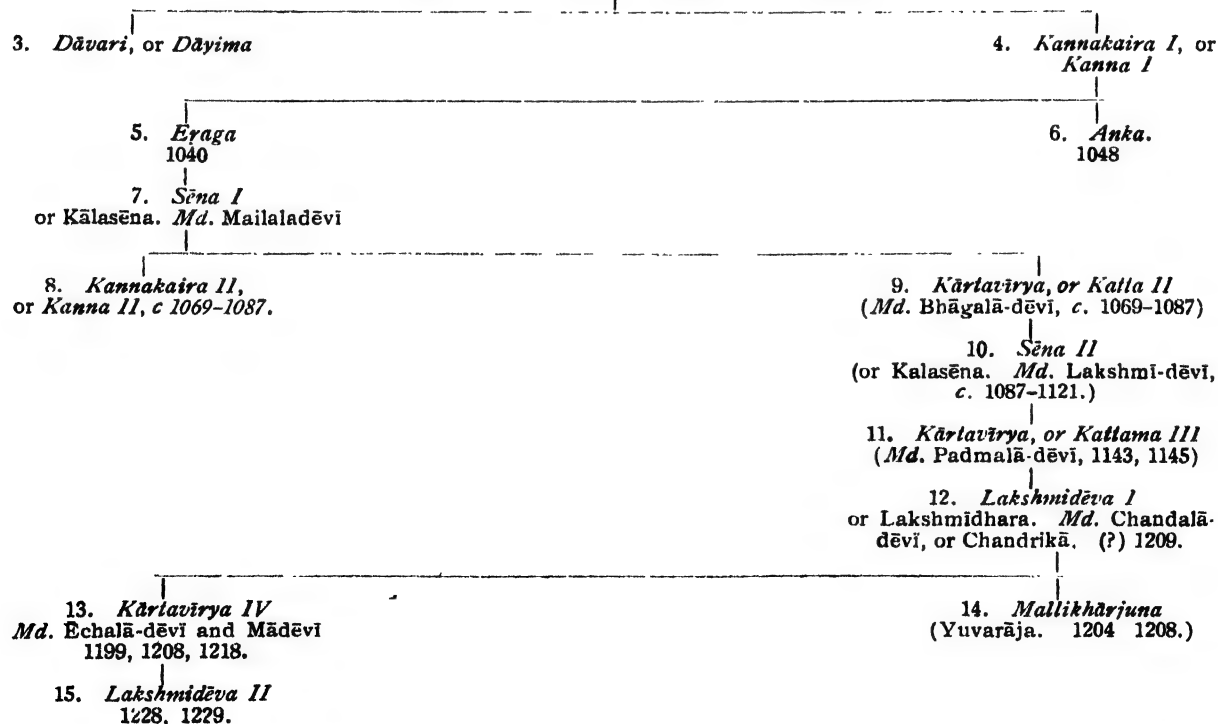 3. Dāvari, or Dāyima
4. Kannakaira I, or
Kanna I
5. Eṛaga
1040
6. Anka.
1048
7. Sēna I
or Kālasēna. Md. Mailaladēvī
8. Kannakaira II,
or Kanna II, c 1069-1087.
9. Kārtavīrya, or Katta II
(Md. Bhāgalā-dēvī, c. 1069-1087)
10. Sēna II
(or Kalasēna. Md. Lakshmī-dēvī,
c. 1087-1121.)
11. Kārtavīrya, or Kattama III
(Md. Padmalā-dēvī, 1143, 1145)
12. Lakshmidēva I
or Lakshmīdhara. Md. Chandalā-
dēvī, or Chandrikā. (?) 1209.
13. Kārtavīrya IV
Md. Ēchalā-dēvī and Mādēvī
1199, 1208, 1218.
14. Mallikhārjuna
(Yuvarāja. 1204 1208.)
15. Lakshmidēva II
1228, 1229.